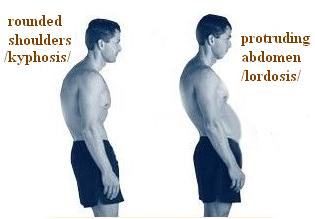 rounded
shoulders
/kyphosis/
protruding
abdomen
/lordosis/